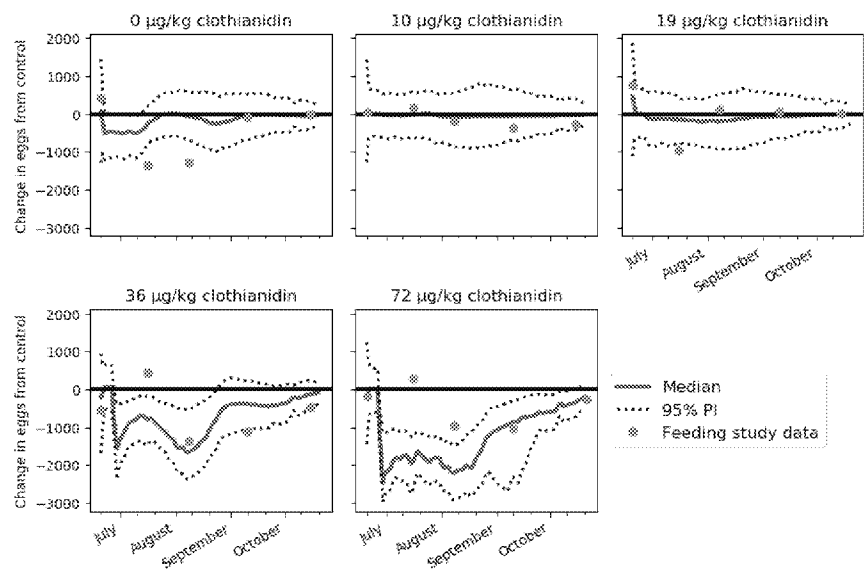 0 µg/kg clothianidin
10 µg/kg clothianidin
19 µg/kg clothianidin
Change in eggs from control
2000
1000
0
−1000
−2000
−3000
July
August
September
October
36 µg/kg clothianidin
72 µg/kg clothianidin
Change in eggs from control
2000
1000
0
−1000
−2000
−3000
Median
95% PI
Feeding study data
July
August
September
October
July
August
September
October